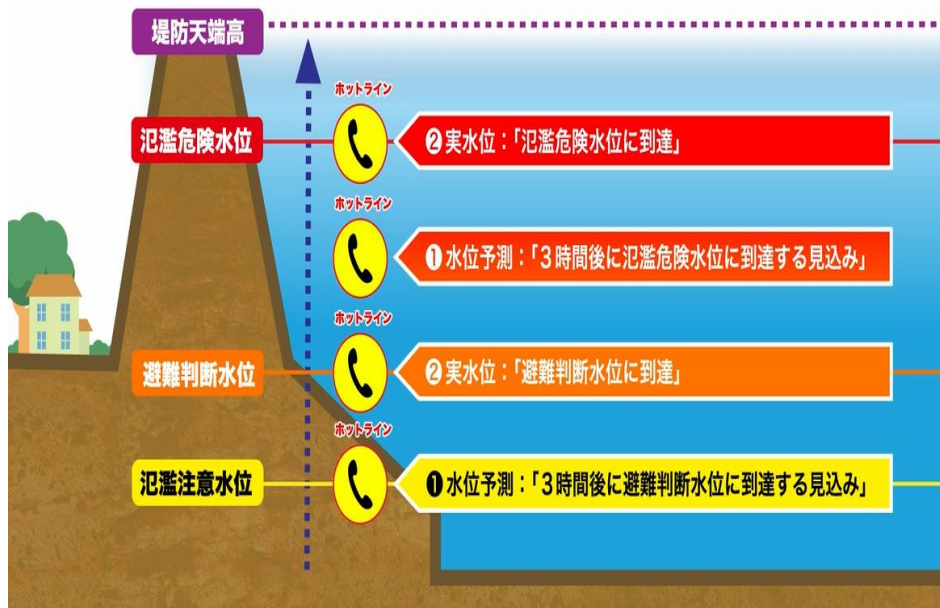 堤防天端高
ホットライン
氾濫危険水位
❷実水位：「氾濫危険水位に到達」
ホットライン
❶水位予測：「３時間後に氾濫危険水位に到達する見込み」
ホットライン
避難判断水位
❷実水位：「避難判断水位に到達」
ホットライン
氾濫注意水位
❶水位予測：「３時間後に避難判断水位に到達する見込み」